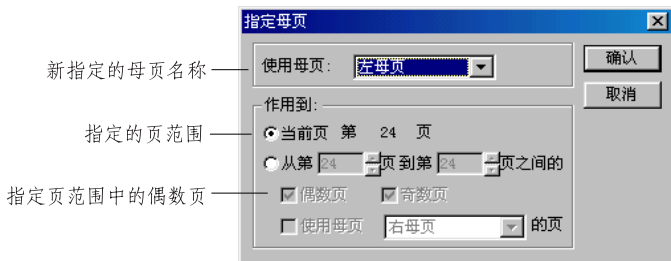 指定母页
新指定的母页名称
使用母页: 左母页
确认
取消
作用到:
指定的页范围
当前页 第 24 页
从第 24 页到第 24 页之间的
指定页范围中的偶数页
偶数页 奇数页
使用母页 右母页 的页